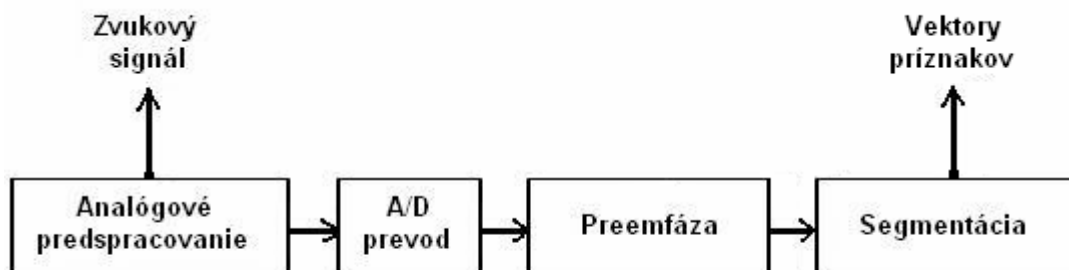 Zvukový
signál
Vektory
príznakov
Analógové
predspracovanie
A/D
prevod
Preemfáza
Segmentácia